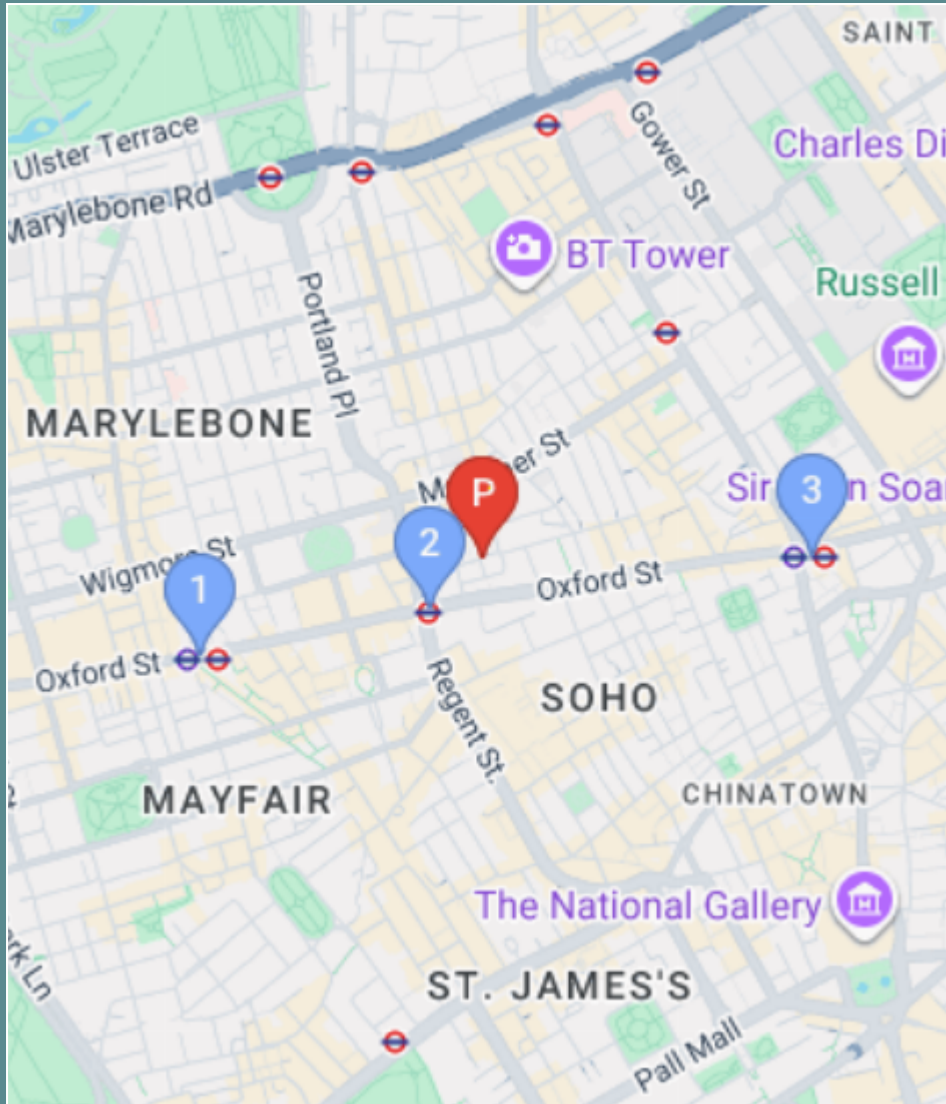 SAINT
Ulster Terrace
Gower St
Charles Di
Marylebone Rd
BT Tower
Portland Pl
Russell
MARYLEBONE
M er St
P
Sir n Soa
3
2
Wigmore St
1
Oxford St
Oxford St
Regent St.
SOHO
MAYFAIR
CHINATOWN
The National Gallery
rk Ln
ST. JAMES'S
Pall Mall